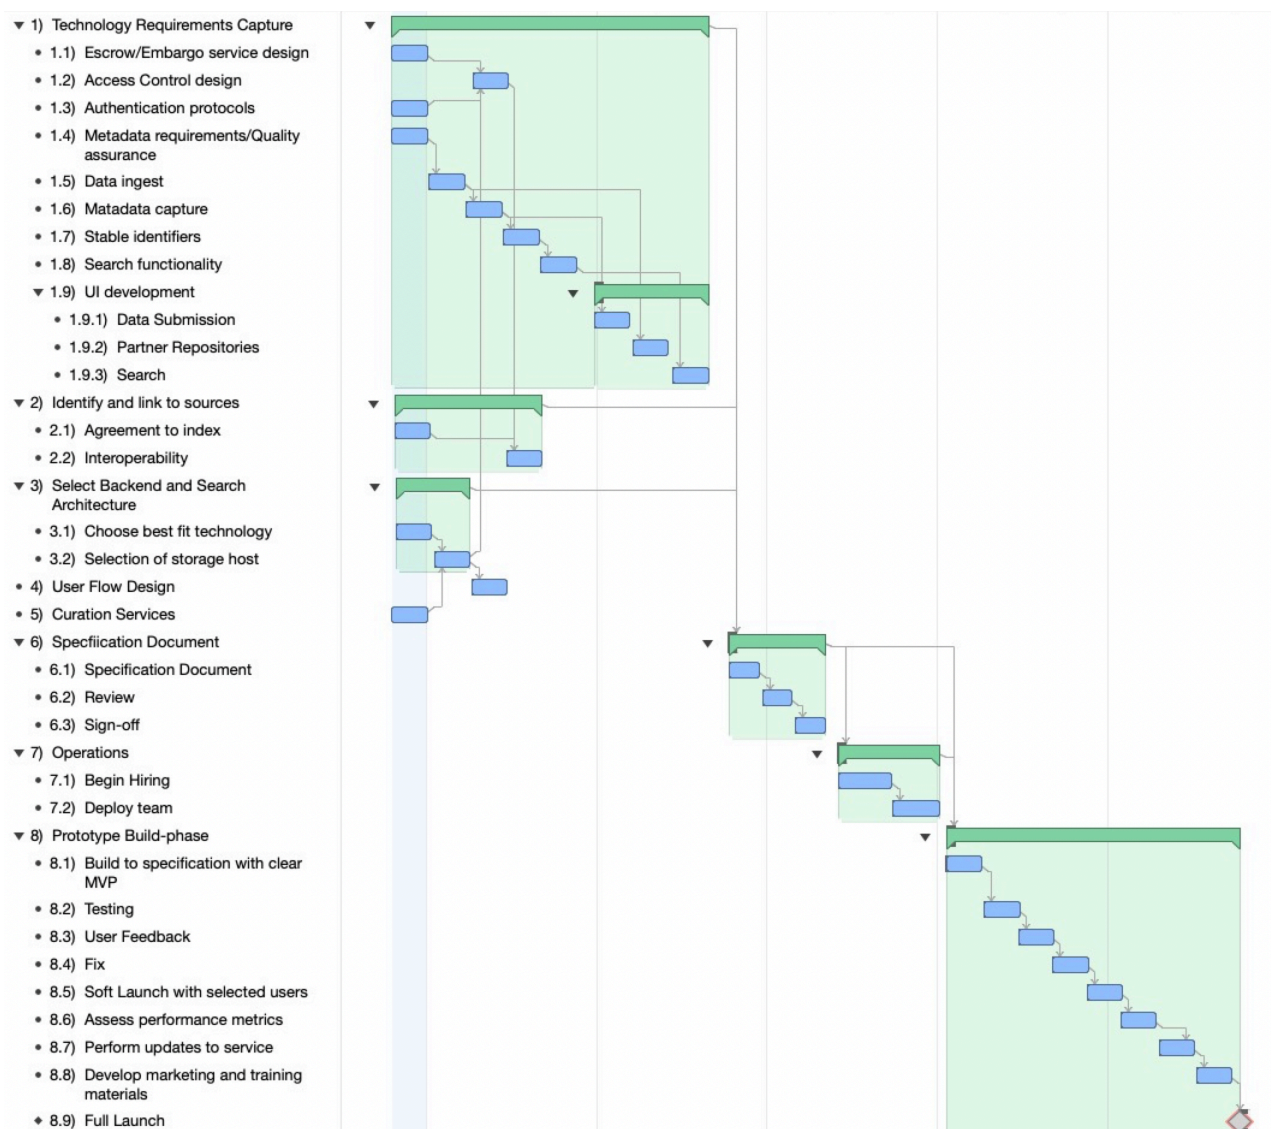 1) Technology Requirements Capture
1.1) Escrow/Embargo service design
1.2) Access Control design
1.3) Authentication protocols
1.4) Metadata requirements/Quality
assurance
1.5) Data ingest
1.6) Matadata capture
1.7) Stable identifiers
1.8) Search functionality
1.9) UI development
1.9.1) Data Submission
1.9.2) Partner Repositories
1.9.3) Search
2) Identify and link to sources
2.1) Agreement to index
2.2) Interoperability
3) Select Backend and Search
Architecture
3.1) Choose best fit technology
3.2) Selection of storage host
4) User Flow Design
5) Curation Services
6) Specfiication Document
6.1) Specification Document
6.2) Review
6.3) Sign-off
7) Operations
7.1) Begin Hiring
7.2) Deploy team
8) Prototype Build-phase
8.1) Build to specification with clear
MVP
8.2) Testing
8.3) User Feedback
8.4) Fix
8.5) Soft Launch with selected users
8.6) Assess performance metrics
8.7) Perform updates to service
8.8) Develop marketing and training
materials
8.9) Full Launch